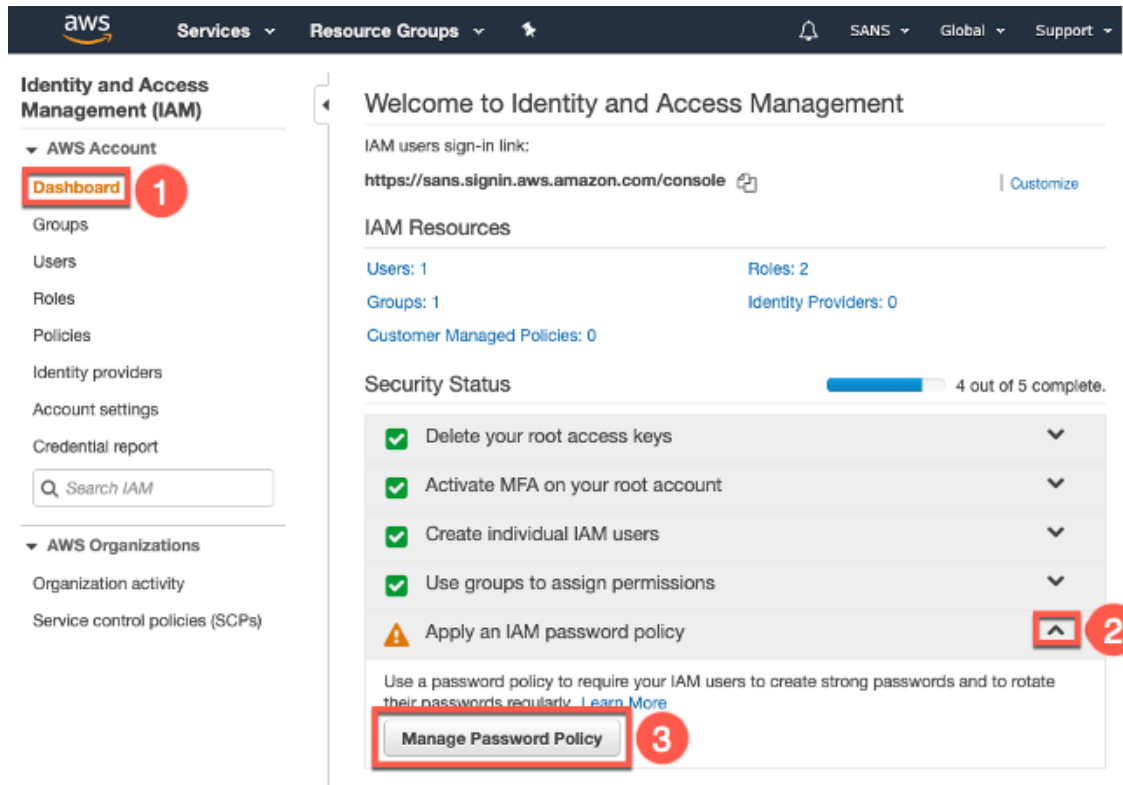 aws Services Resource Groups SANS Global Support
Identity and Access
Management (IAM)
AWS Account
Dashboard 1
Groups
Users
Roles
Policies
Identity providers
Account settings
Credential report
Search IAM
AWS Organizations
Organization activity
Service control policies (SCPs)
Welcome to Identity and Access Management
IAM users sign-in link:
https://sans.signin.aws.amazon.com/console Customize
IAM Resources
Users: 1 Roles: 2
Groups: 1 Identity Providers: 0
Customer Managed Policies: 0
Security Status 4 out of 5 complete.
Delete your root access keys
Activate MFA on your root account
Create individual IAM users
Use groups to assign permissions
Apply an IAM password policy 2
Use a password policy to require your IAM users to create strong passwords and to rotate
their passwords regularly. Learn More
Manage Password Policy 3